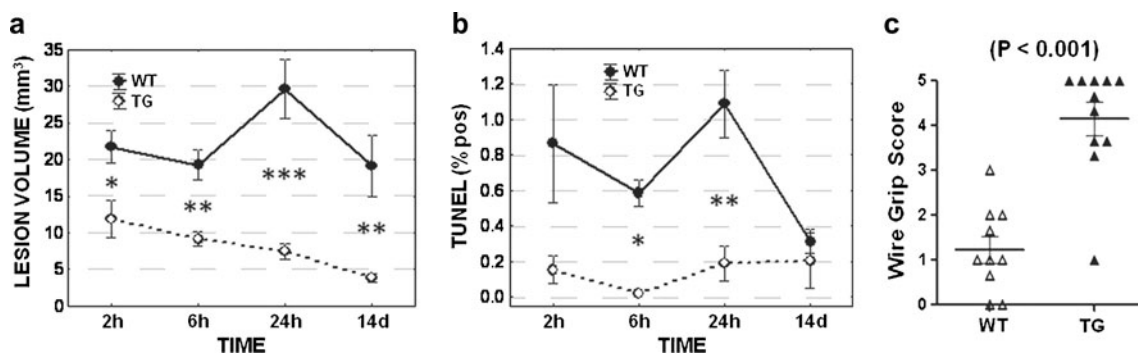 a
LESION VOLUME (mm³)
35
30
25
20
15
10
5
0
WT
TG
*
**
***
**
2h 6h 24h 14d
TIME
b
TUNEL (% pos)
1.4
1.2
1.0
0.8
0.6
0.4
0.2
0.0
WT
TG
*
**
2h 6h 24h 14d
TIME
c
(P < 0.001)
Wire Grip Score
5
4
3
2
1
0
WT TG